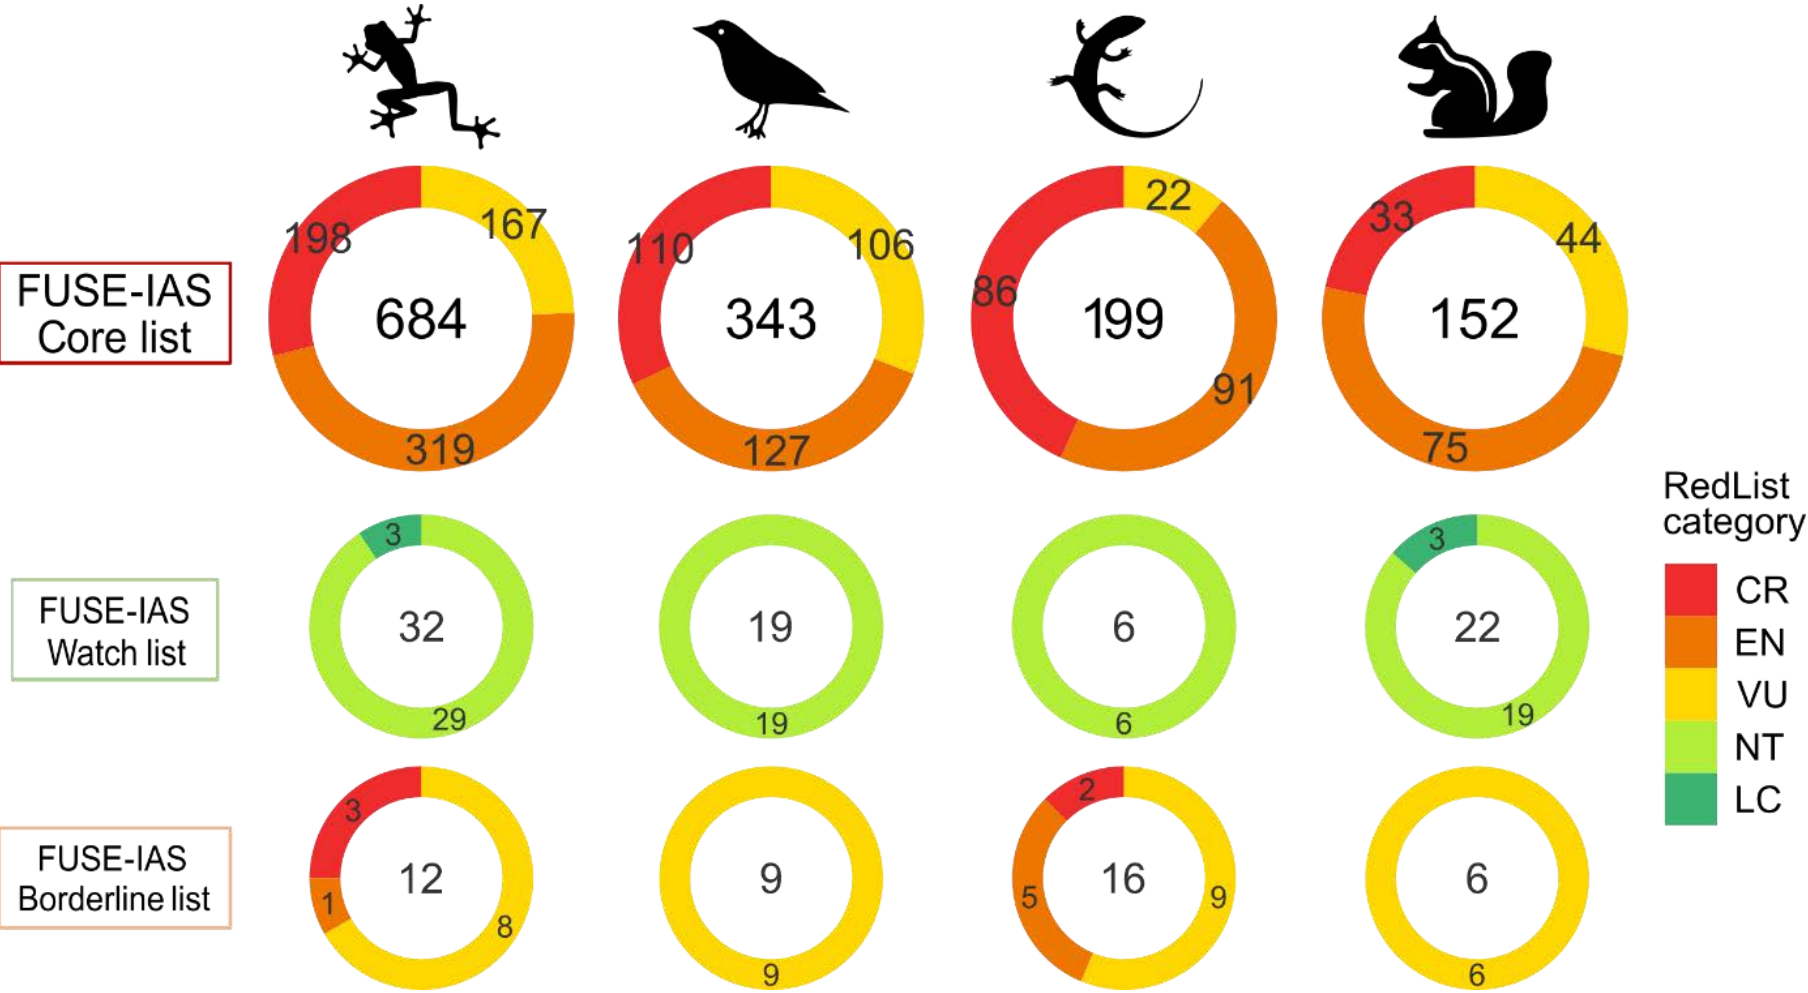 198
167
684
319
110
106
343
127
22
86
199
91
33
44
152
75
FUSE-IAS
Core list
3
32
29
19
19
6
6
3
22
19
FUSE-IAS
Watch list
3
12
1
8
9
9
2
16
5
9
6
6
FUSE-IAS
Borderline list
RedList
category
CR
EN
VU
NT
LC